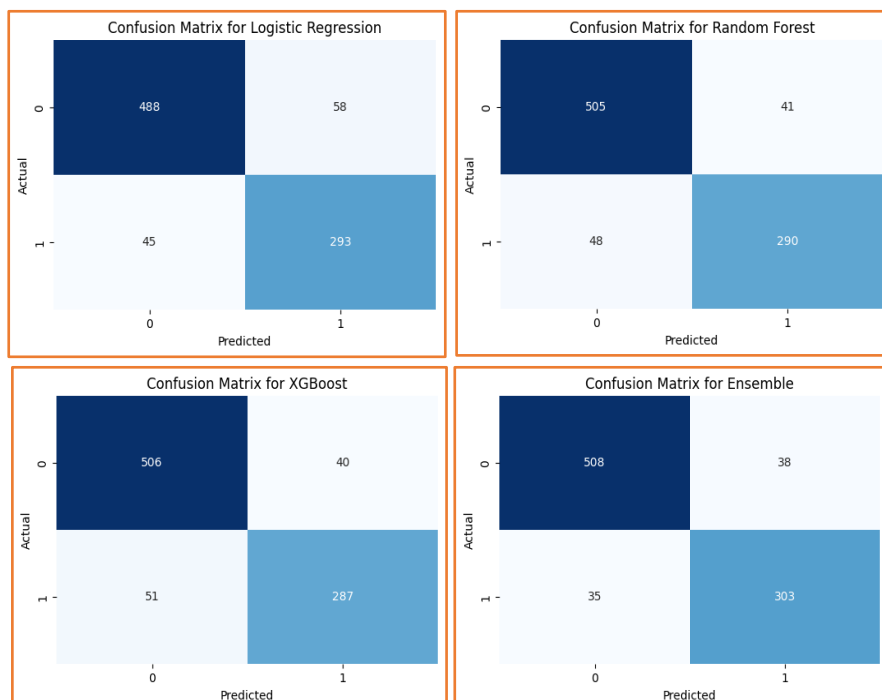 Confusion Matrix for Logistic Regression
0
488
58
Actual
1
45
293
0
1
Predicted
Confusion Matrix for Random Forest
0
505
41
Actual
1
48
290
0
1
Predicted
Confusion Matrix for XGBoost
0
506
40
Actual
1
51
287
0
1
Predicted
Confusion Matrix for Ensemble
0
508
38
Actual
1
35
303
0
1
Predicted